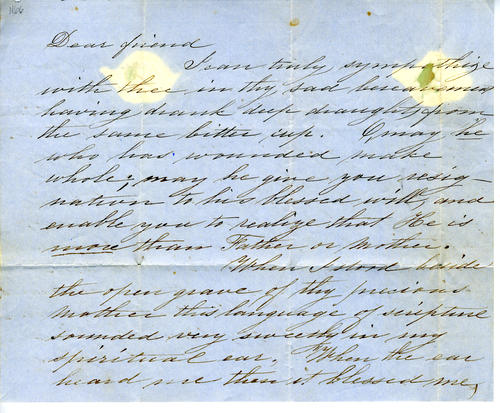 1866
Dear friend
I can truly sympathize
with thee in thy sad bereavement
having drank deep draughts from
the same bitter cup. O, may he
who has wounded make
whole; may he give you resig-
nation to his blessed will, and
enable you to realize that He is
more than Father or Mother.
When I stood beside
the open grave of thy precious
Mother this language of scripture
sounded very sweetly in my
spiritual ear. "When the ear
heard me then it blessed me,